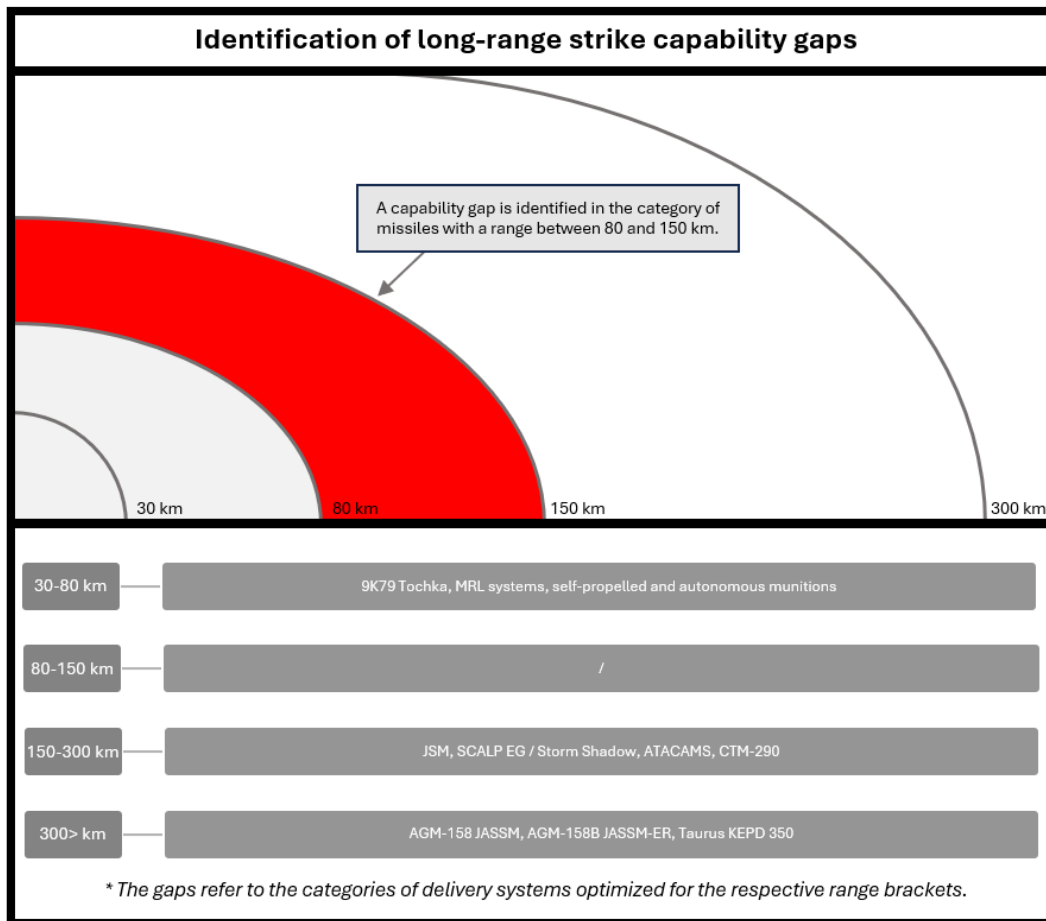 Identification of long-range strike capability gaps
A capability gap is identified in the category of
missiles with a range between 80 and 150 km.
30 km
80 km
150 km
300 km
30-80 km
9K79 Tochka, MRL systems, self-propelled and autonomous munitions
80-150 km
/
150-300 km
JSM, SCALP EG / Storm Shadow, ATACAMS, CTM-290
300> km
AGM-158 JASSM, AGM-158B JASSM-ER, Taurus KEPD 350
* The gaps refer to the categories of delivery systems optimized for the respective range brackets.